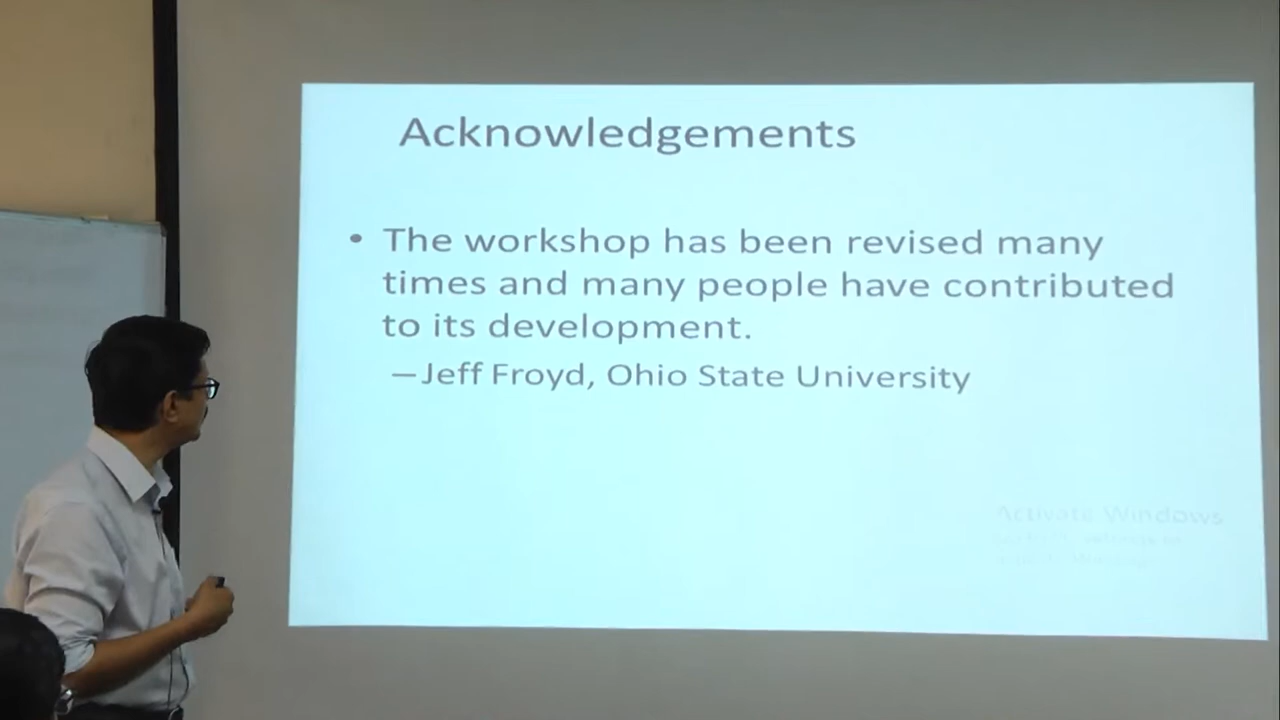 Acknowledgements
• The workshop has been revised many
times and many people have contributed
to its development.
—Jeff Froyd, Ohio State University
Activate Windows